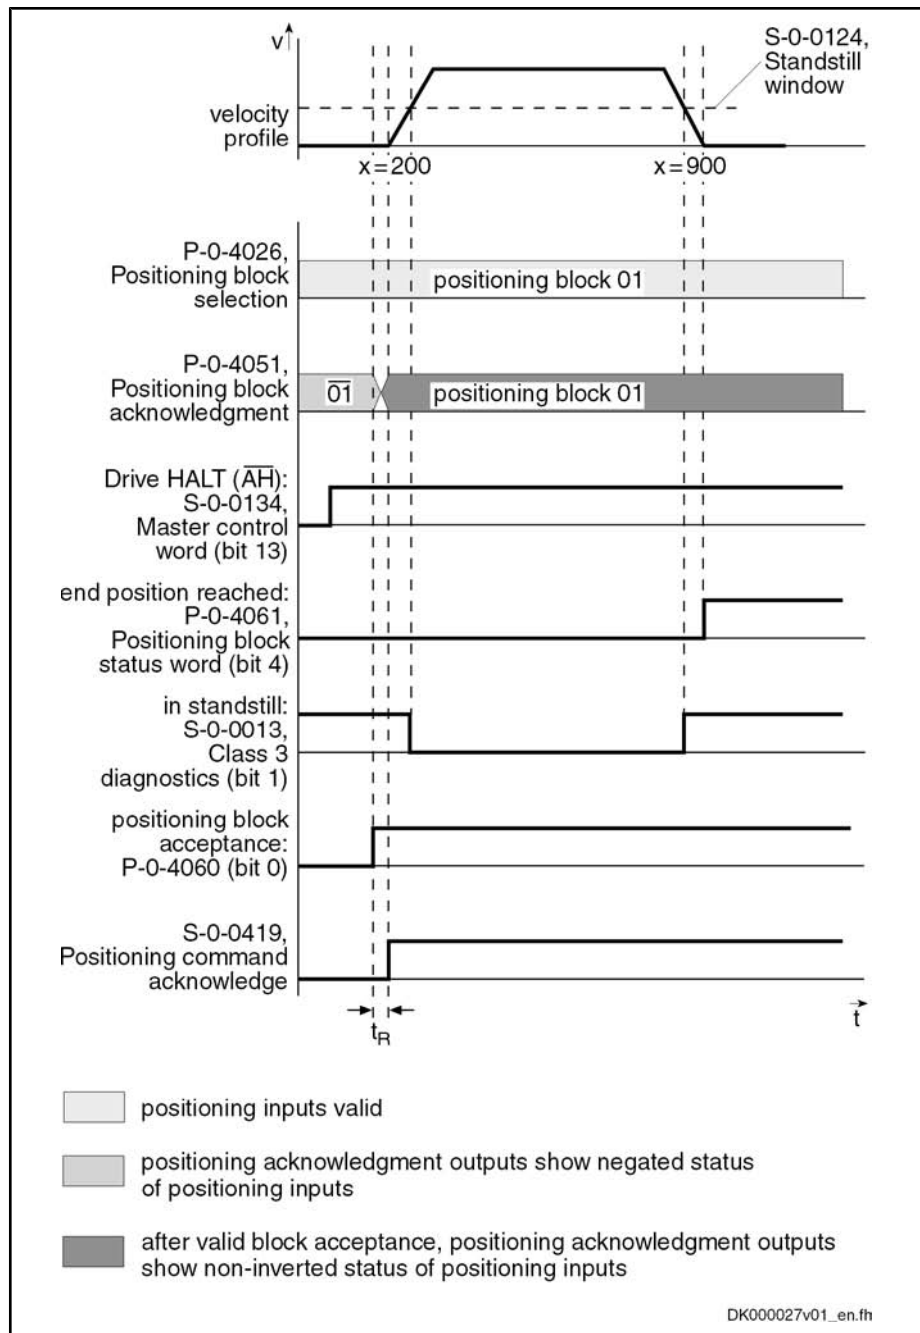 v
S-0-0124,
Standstill
window
velocity
profile
x=200
x=900
P-0-4026,
Positioning block
selection
positioning block 01
P-0-4051,
Positioning block
acknowledgment
0̅1̅
positioning block 01
Drive HALT (A̅H̅):
S-0-0134,
Master control
word (bit 13)
end position reached:
P-0-4061,
Positioning block
status word (bit 4)
in standstill:
S-0-0013,
Class 3
diagnostics (bit 1)
positioning block
acceptance:
P-0-4060 (bit 0)
S-0-0419,
Positioning command
acknowledge
t
tR
positioning inputs valid
positioning acknowledgment outputs show negated status
of positioning inputs
after valid block acceptance, positioning acknowledgment outputs
show non-inverted status of positioning inputs
DK000027v01_en.fh